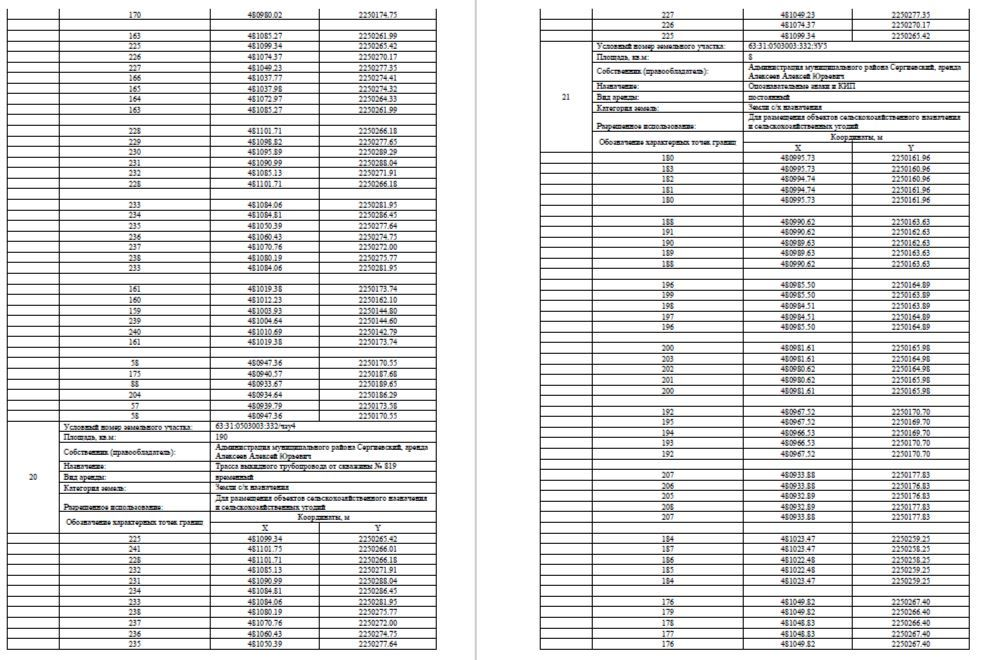 170 480980.02 2250174.75
163 481085.27 2250261.99
225 481099.34 2250265.42
226 481074.37 2250270.17
227 481049.23 2250277.35
166 481037.77 2250274.41
165 481037.98 2250274.32
164 481072.97 2250264.33
163 481085.27 2250261.99
228 481101.71 2250266.18
229 481098.82 2250277.65
230 481095.89 2250289.29
231 481090.99 2250288.04
232 481085.13 2250271.91
228 481101.71 2250266.18
233 481084.06 2250281.95
234 481084.81 2250286.45
235 481050.39 2250277.64
236 481060.43 2250274.75
237 481070.76 2250272.00
238 481080.19 2250275.77
233 481084.06 2250281.95
161 481019.38 2250173.74
160 481012.23 2250162.10
159 481003.93 2250144.80
239 481004.64 2250144.60
240 481010.69 2250142.79
161 481019.38 2250173.74
58 480947.36 2250170.55
175 480940.57 2250187.68
88 480933.67 2250189.65
204 480934.64 2250186.29
57 480939.79 2250173.58
58 480947.36 2250170.55
20
Условный номер земельного участка: 63:31:0503003:332/чзу4
Площадь, кв.м: 190
Собственник (правообладатель): Администрация муниципального района Сергиевский, аренда
Алексеев Алексей Юрьевич
Назначение: Трасса выкидного трубопровода от скважины № 819
Вид аренды: временный
Категория земель: Земли с/х назначения
Разрешенное использование: Для размещения объектов сельскохозяйственного назначения
и сельскохозяйственных угодий
Обозначение характерных точек границ Координаты, м
X Y
225 481099.34 2250265.42
241 481101.75 2250266.01
228 481101.71 2250266.18
232 481085.13 2250271.91
231 481090.99 2250288.04
234 481084.81 2250286.45
233 481084.06 2250281.95
238 481080.19 2250275.77
237 481070.76 2250272.00
236 481060.43 2250274.75
235 481050.39 2250277.64
227 481049.23 2250277.35
226 481074.37 2250270.17
225 481099.34 2250265.42
21
Условный номер земельного участка: 63:31:0503003:332:ЗУ5
Площадь, кв.м: 8
Собственник (правообладатель): Администрация муниципального района Сергиевский, аренда
Алексеев Алексей Юрьевич
Назначение: Опознавательные знаки и КИП
Вид аренды: постоянный
Категория земель: Земли с/х назначения
Разрешенное использование: Для размещения объектов сельскохозяйственного назначения
и сельскохозяйственных угодий
Обозначение характерных точек границ Координаты, м
X Y
180 480995.73 2250161.96
183 480995.73 2250160.96
182 480994.74 2250160.96
181 480994.74 2250161.96
180 480995.73 2250161.96
188 480990.62 2250163.63
191 480990.62 2250162.63
190 480989.63 2250162.63
189 480989.63 2250163.63
188 480990.62 2250163.63
196 480985.50 2250164.89
199 480985.50 2250163.89
198 480984.51 2250163.89
197 480984.51 2250164.89
196 480985.50 2250164.89
200 480981.61 2250165.98
203 480981.61 2250164.98
202 480980.62 2250164.98
201 480980.62 2250165.98
200 480981.61 2250165.98
192 480967.52 2250170.70
195 480967.52 2250169.70
194 480966.53 2250169.70
193 480966.53 2250170.70
192 480967.52 2250170.70
207 480933.88 2250177.83
206 480933.88 2250176.83
205 480932.89 2250176.83
208 480932.89 2250177.83
207 480933.88 2250177.83
184 481023.47 2250259.25
187 481023.47 2250258.25
186 481022.48 2250258.25
185 481022.48 2250259.25
184 481023.47 2250259.25
176 481049.82 2250267.40
179 481049.82 2250266.40
178 481048.83 2250266.40
177 481048.83 2250267.40
176 481049.82 2250267.40